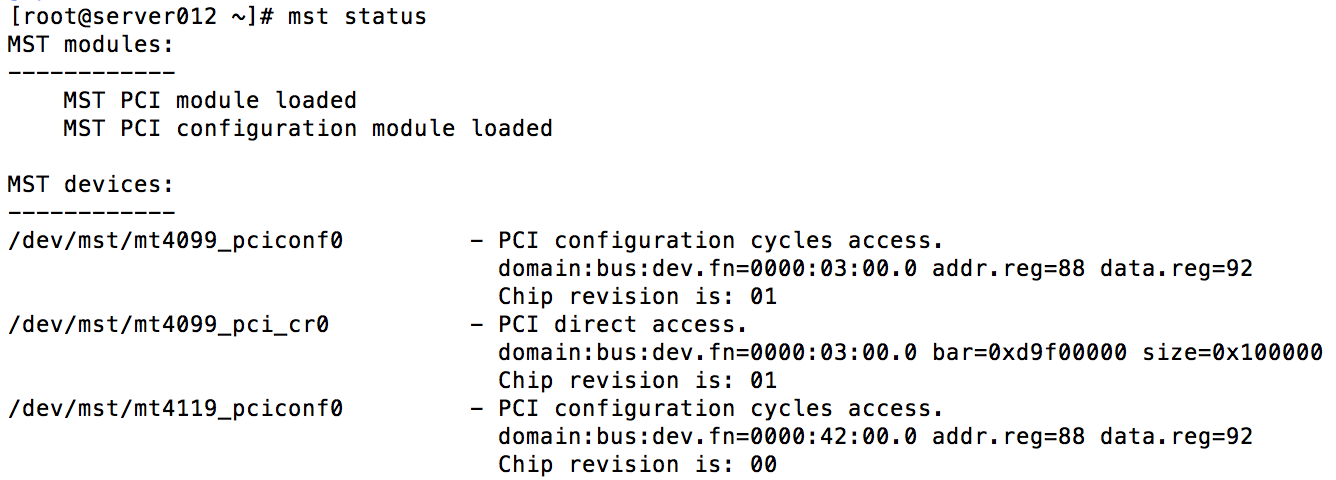 [root@server012 ~]# mst status
MST modules:
------------
    MST PCI module loaded
    MST PCI configuration module loaded

MST devices:
------------
/dev/mst/mt4099_pciconf0         - PCI configuration cycles access.
                                   domain:bus:dev.fn=0000:03:00.0 addr.reg=88 data.reg=92
                                   Chip revision is: 01
/dev/mst/mt4099_pci_cr0          - PCI direct access.
                                   domain:bus:dev.fn=0000:03:00.0 bar=0xd9f00000 size=0x100000
                                   Chip revision is: 01
/dev/mst/mt4119_pciconf0         - PCI configuration cycles access.
                                   domain:bus:dev.fn=0000:42:00.0 addr.reg=88 data.reg=92
                                   Chip revision is: 00